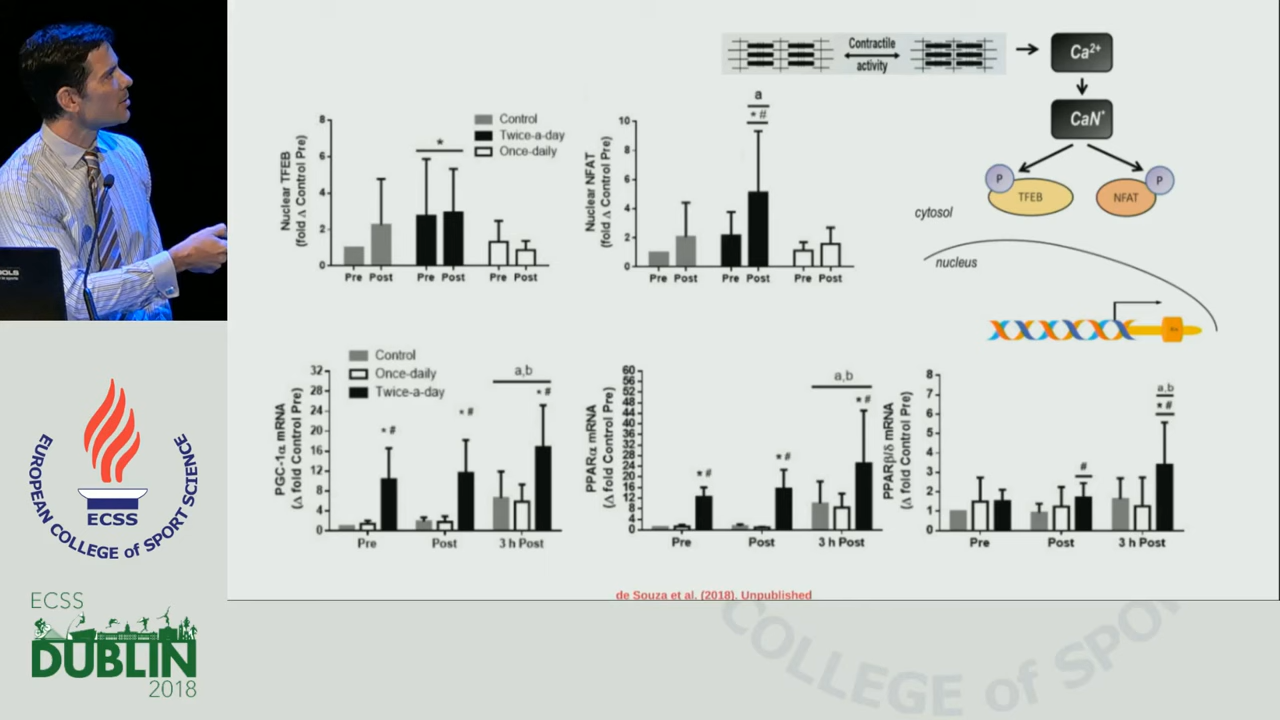 Contractile
activity
Ca²⁺
CaN*
P
TFEB
NFAT
P
cytosol
nucleus
Nuclear TFEB
(fold Δ Control Pre)
8
6
4
2
0
*
Control
Twice-a-day
Once-daily
Pre Post Pre Post Pre Post
Nuclear NFAT
(fold Δ Control Pre)
10
8
6
4
2
0
a
* #
Pre Post Pre Post Pre Post
PGC-1α mRNA
(Δ fold Control Pre)
32
28
24
20
16
12
8
4
0
Control
Once-daily
Twice-a-day
* #
* #
a,b
* #
Pre Post 3 h Post
PPARα mRNA
(Δ fold Control Pre)
60
56
52
48
44
40
36
32
28
24
20
16
12
8
4
0
* #
* #
a,b
* #
Pre Post 3 h Post
PPARβ/δ mRNA
(Δ fold Control Pre)
8
7
6
5
4
3
2
1
0
#
a,b
* #
Pre Post 3 h Post
de Souza et al. (2018). Unpublished
EUROPEAN COLLEGE of SPORT SCIENCE
ECSS
ECSS
DUBLIN
2018
COLLEGE of SPO